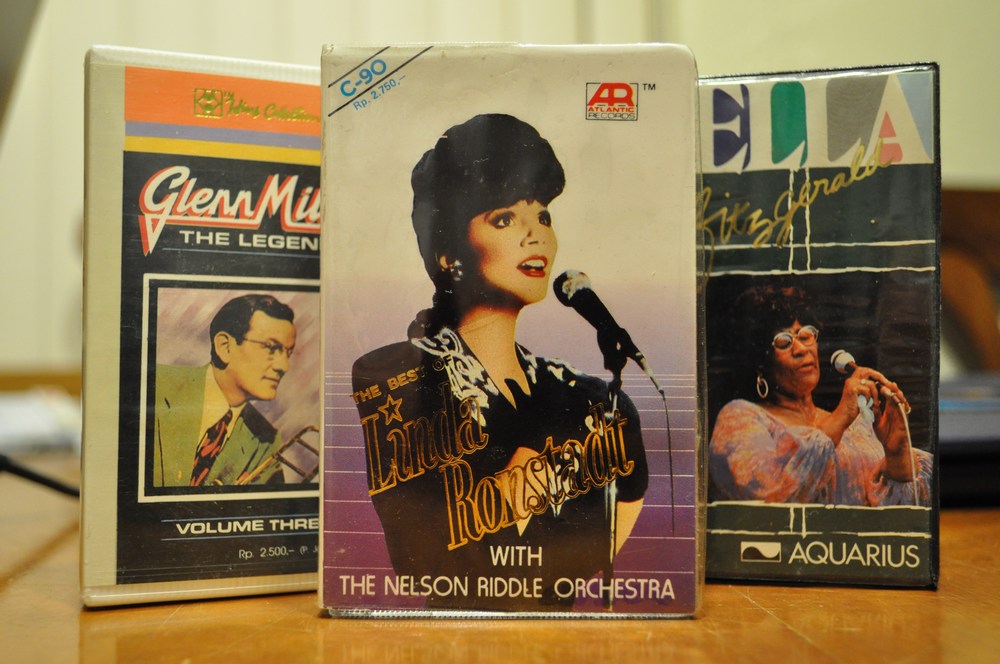 Glenn Mil
THE LEGEN
VOLUME THRE
Rp. 2.500,-
C-90
Rp. 2.750,-
AR TM
ATLANTIC
RECORDS
THE BEST OF
Linda
Ronstadt
WITH
THE NELSON RIDDLE ORCHESTRA
ELLA
Fitzgerald
AQUARIUS